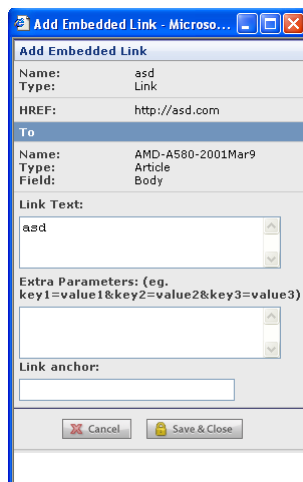 Add Embedded Link - Microso...
Add Embedded Link
Name: asd
Type: Link
HREF: http://asd.com
To
Name: AMD-A580-2001Mar9
Type: Article
Field: Body
Link Text:
asd
Extra Parameters: (eg.
key1=value1&key2=value2&key3=value3)
Link anchor:
Cancel Save & Close